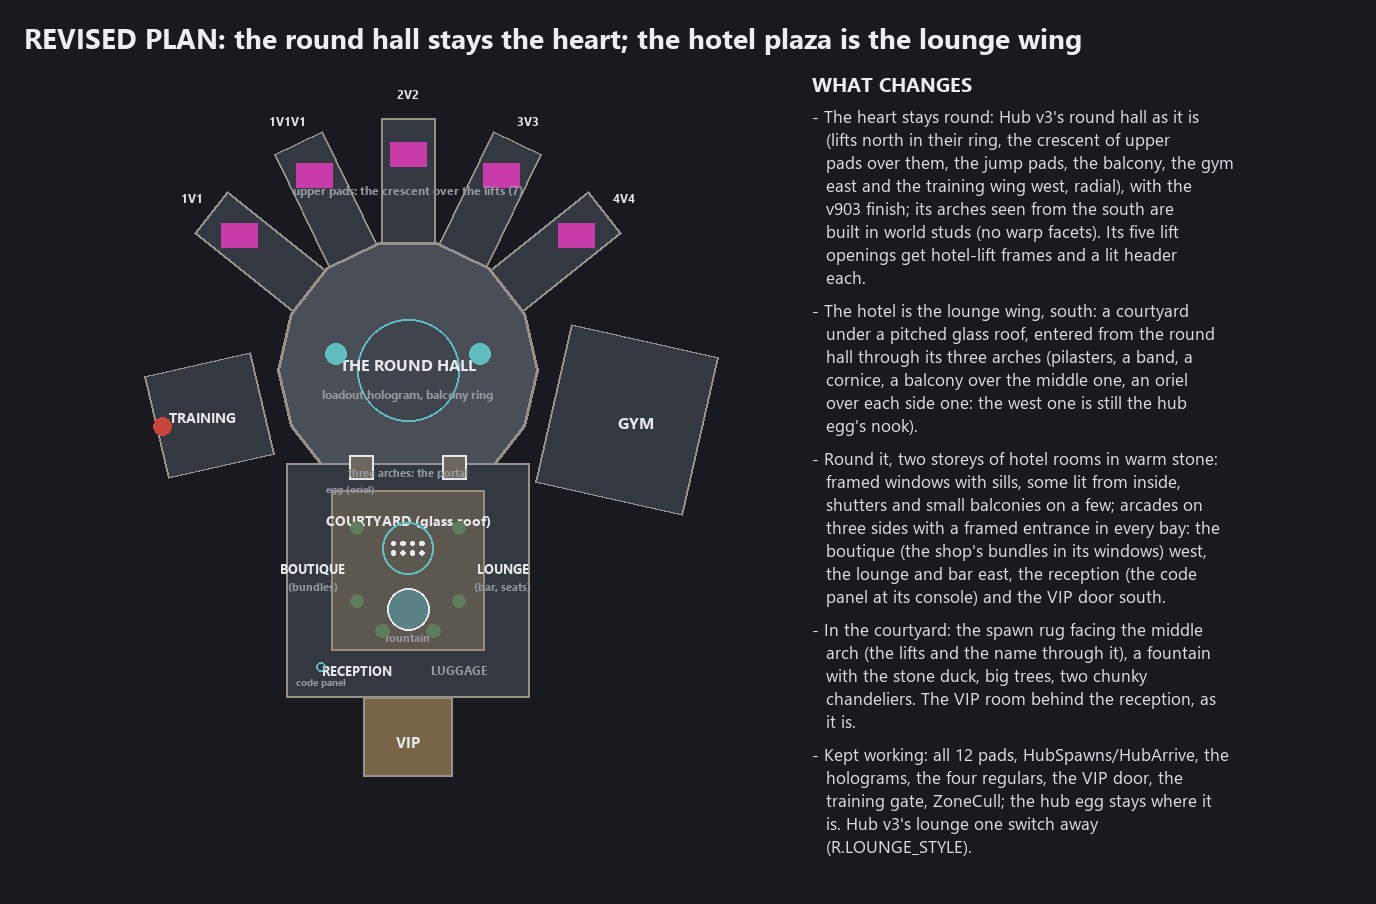 REVISED PLAN: the round hall stays the heart; the hotel plaza is the lounge wing
2V2
1V1V1
3V3
upper pads: the crescent over the lifts (7)
1V1
4V4
THE ROUND HALL
loadout hologram, balcony ring
TRAINING
GYM
three arches: the portal
egg (oriol)
COURTYARD (glass roof)
BOUTIQUE
(bundles)
LOUNGE
(bar, seats)
fountain
RECEPTION
LUGGAGE
code panel
VIP
WHAT CHANGES
- The heart stays round: Hub v3's round hall as it is
(lifts north in their ring, the crescent of upper
pads over them, the jump pads, the balcony, the gym
east and the training wing west, radial), with the
v903 finish; its arches seen from the south are
built in world studs (no warp facets). Its five lift
openings get hotel-lift frames and a lit header
each.
- The hotel is the lounge wing, south: a courtyard
under a pitched glass roof, entered from the round
hall through its three arches (pilasters, a band, a
cornice, a balcony over the middle one, an oriel
over each side one: the west one is still the hub
egg's nook).
- Round it, two storeys of hotel rooms in warm stone:
framed windows with sills, some lit from inside,
shutters and small balconies on a few; arcades on
three sides with a framed entrance in every bay: the
boutique (the shop's bundles in its windows) west,
the lounge and bar east, the reception (the code
panel at its console) and the VIP door south.
- In the courtyard: the spawn rug facing the middle
arch (the lifts and the name through it), a fountain
with the stone duck, big trees, two chunky
chandeliers. The VIP room behind the reception, as
it is.
- Kept working: all 12 pads, HubSpawns/HubArrive, the
holograms, the four regulars, the VIP door, the
training gate, ZoneCull; the hub egg stays where it
is. Hub v3's lounge one switch away
(R.LOUNGE_STYLE).